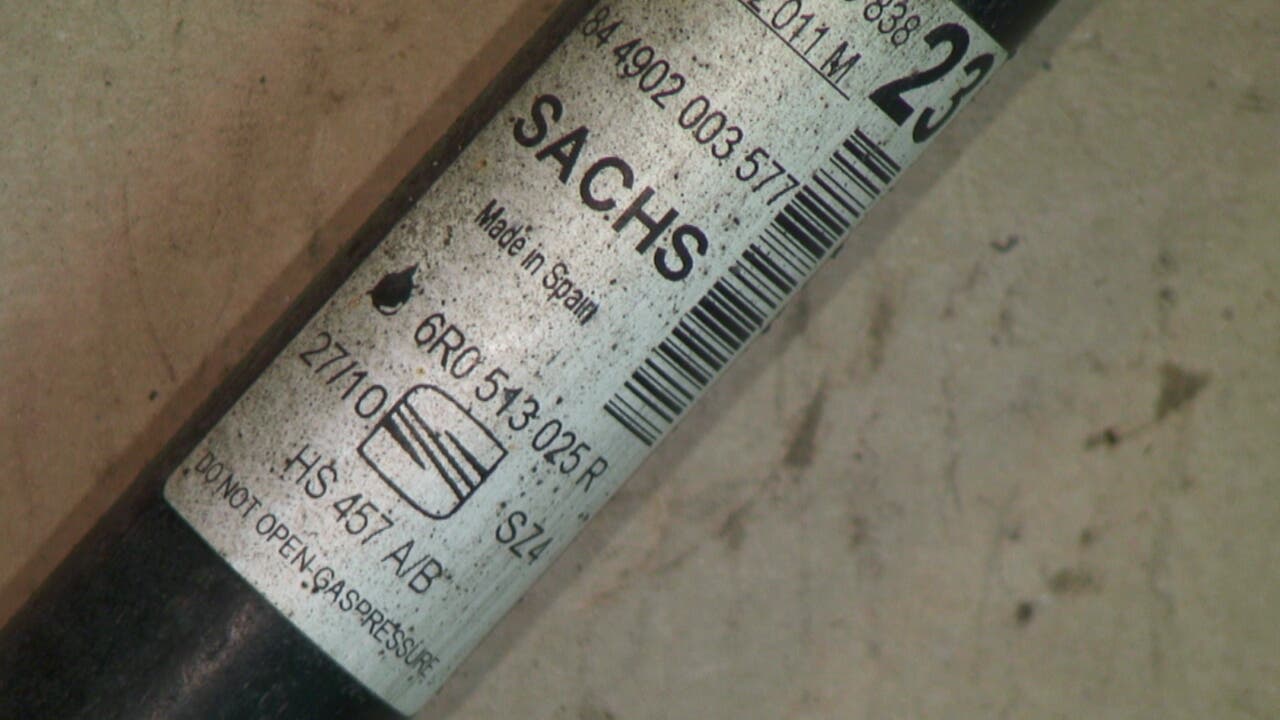 838
2 011 M
23
84 4902 003 577
SACHS
Made in Spain
6R0 513 025 R
27/10
SZ4
HS 457 A/B
DO NOT OPEN-GASPRESSURE